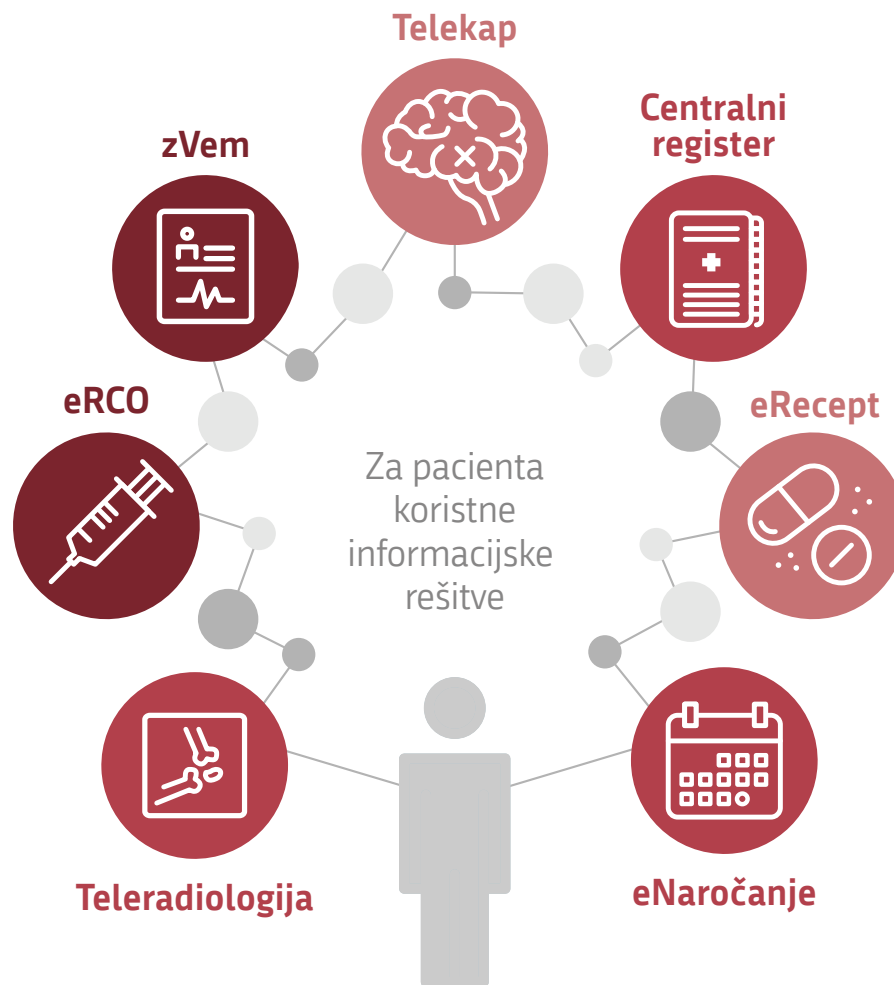 Telekap
Centralni
register
zVem
eRCO
eRecept
Za pacienta
koristne
informacijske
rešitve
Teleradiologija
eNaročanje